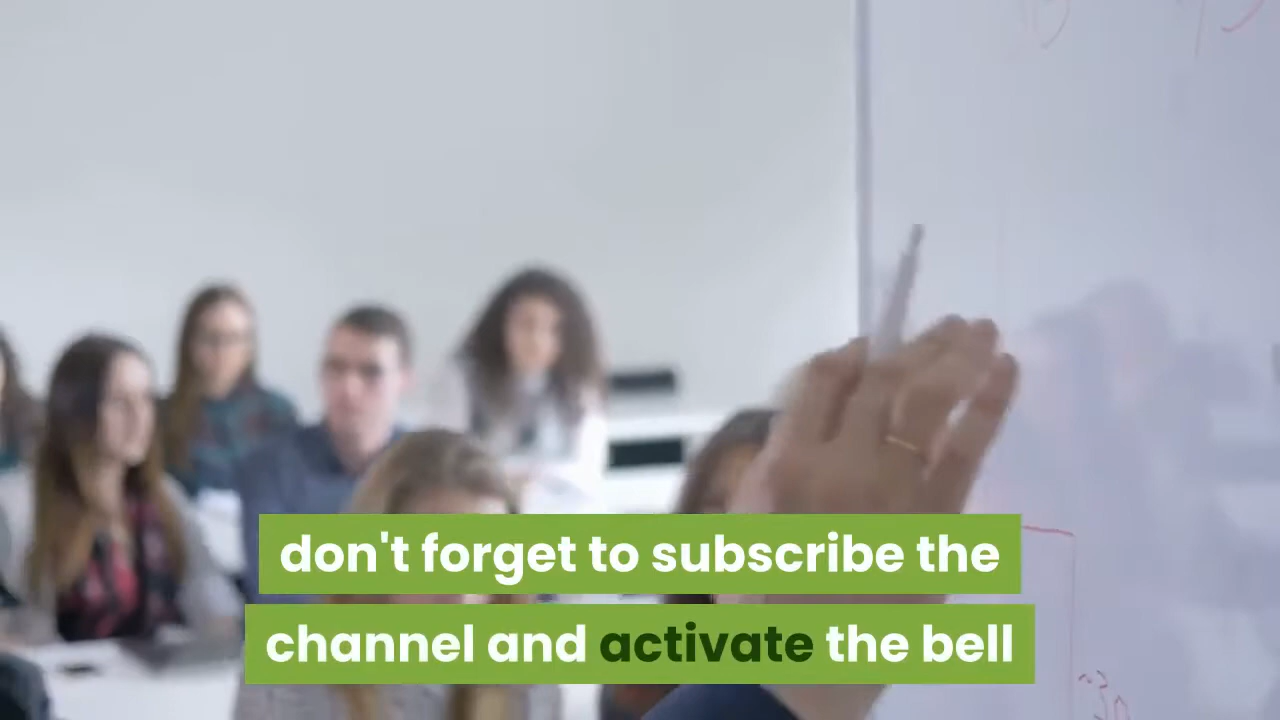 don't forget to subscribe the
channel and activate the bell